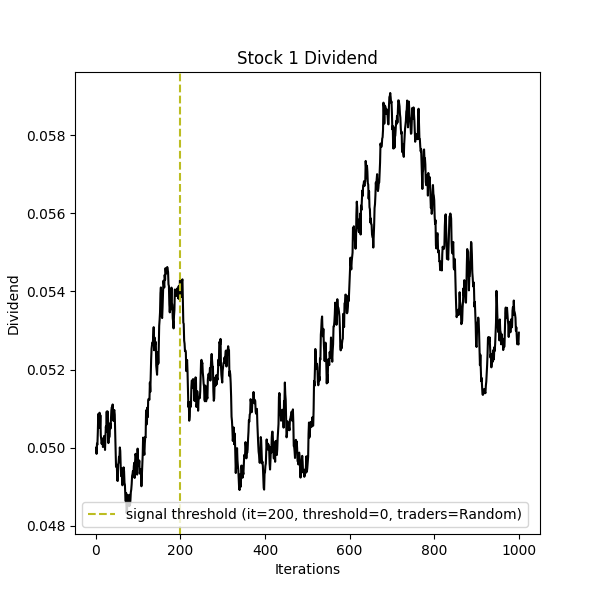 Stock 1 Dividend
Dividend
0.058
0.056
0.054
0.052
0.050
0.048
signal threshold (it=200, threshold=0, traders=Random)
0 200 400 600 800 1000
Iterations